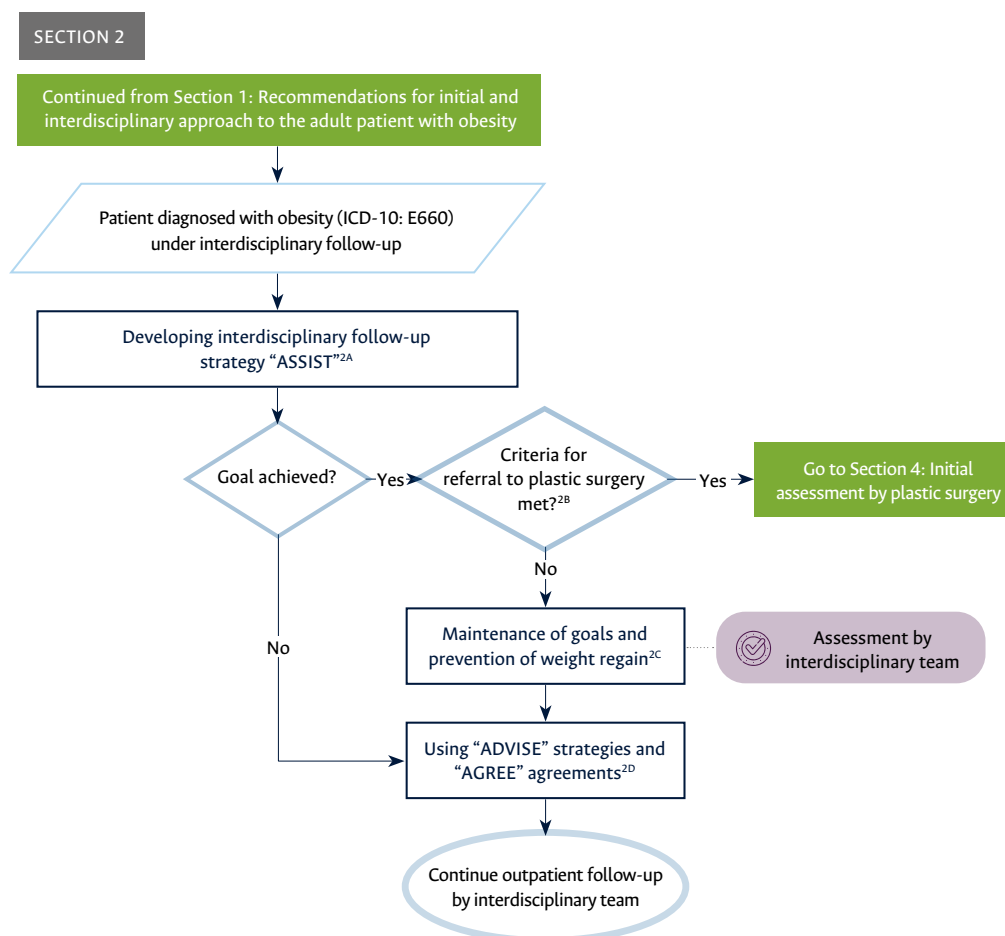 SECTION 2
Continued from Section 1: Recommendations for initial and
interdisciplinary approach to the adult patient with obesity
Patient diagnosed with obesity (ICD-10: E660)
under interdisciplinary follow-up
Developing interdisciplinary follow-up
strategy “ASSIST”2A
Goal achieved?
Yes
Criteria for
referral to plastic surgery
met?2B
Yes
Go to Section 4: Initial
assessment by plastic surgery
No
No
Maintenance of goals and
prevention of weight regain2C
Assessment by
interdisciplinary team
Using “ADVISE” strategies and
“AGREE” agreements2D
Continue outpatient follow-up
by interdisciplinary team